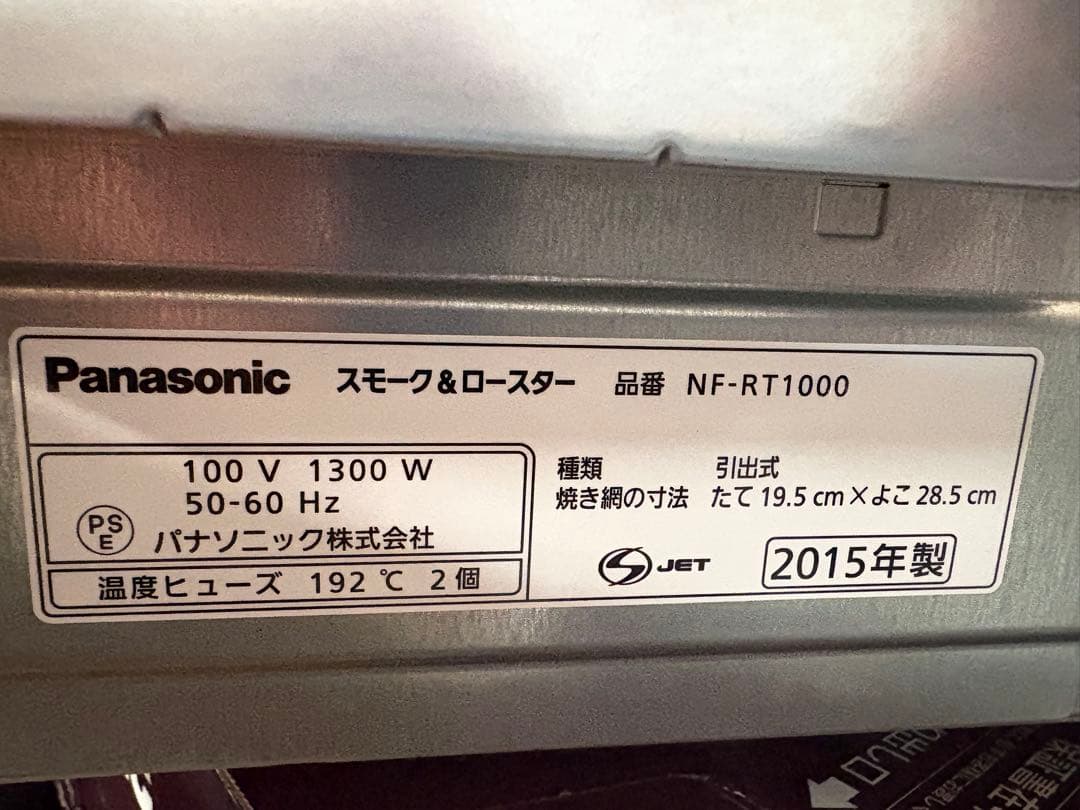 Panasonic スモーク&ロースター 品番 NF-RT1000
100 V 1300 W
50-60 Hz
PS
E
パナソニック株式会社
温度ヒューズ 192 ℃ 2 個
種類 引出式
焼き網の寸法 たて 19.5 cm×よこ 28.5 cm
S JET
2015年製